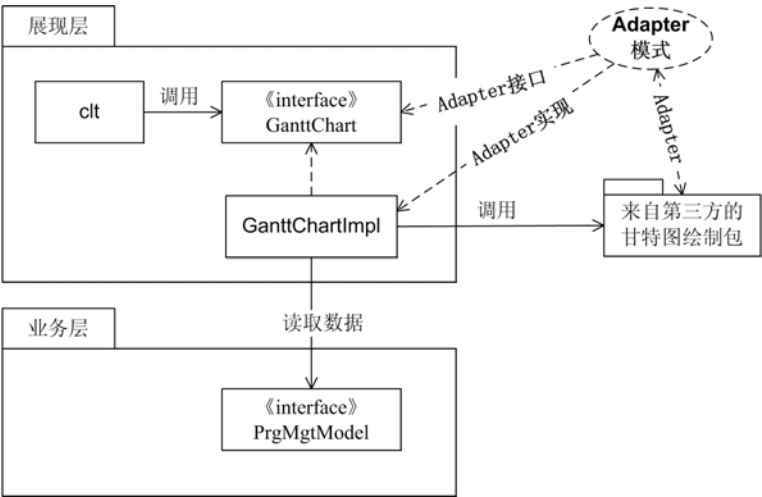 展现层
Adapter
模式
clt
调用
《interface》
GanttChart
Adapter接口
Adapter实现
Adapter
GanttChartImpl
调用
来自第三方的
甘特图绘制包
业务层
读取数据
《interface》
PrgMgtModel